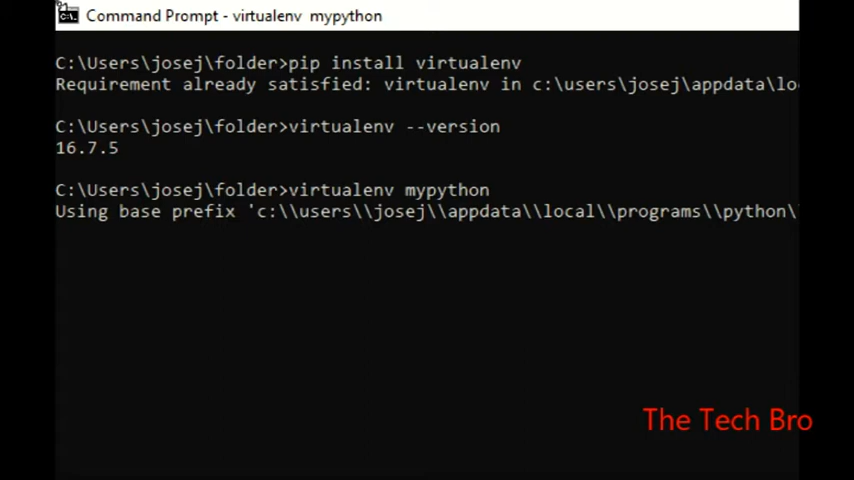 Command Prompt - virtualenv  mypython
C:\Users\josej\folder>pip install virtualenv
Requirement already satisfied: virtualenv in c:\users\josej\appdata\lo
C:\Users\josej\folder>virtualenv --version
16.7.5
C:\Users\josej\folder>virtualenv mypython
Using base prefix 'c:\\users\\josej\\appdata\\local\\programs\\python\
The Tech Bro